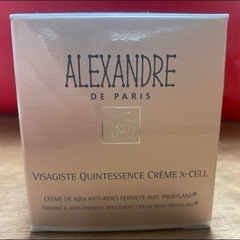 ALEXANDRE
DE PARIS
VISAGISTE QUINTESSENCE CRÈME X-CELL
CRÈME DE SOIN ANTI-RIDES FERMETÉ AVEC PROXYLANE®
FIRMING & ANTI-WRINKLE TREATMENT CREAM WITH PROXYLANE®